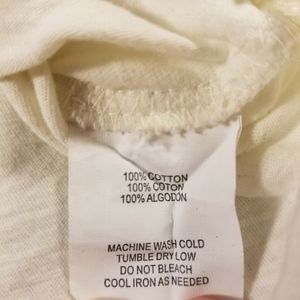 100% COTTON
100% COTON
100% ALGODON
MACHINE WASH COLD
TUMBLE DRY LOW
DO NOT BLEACH
COOL IRON AS NEEDED